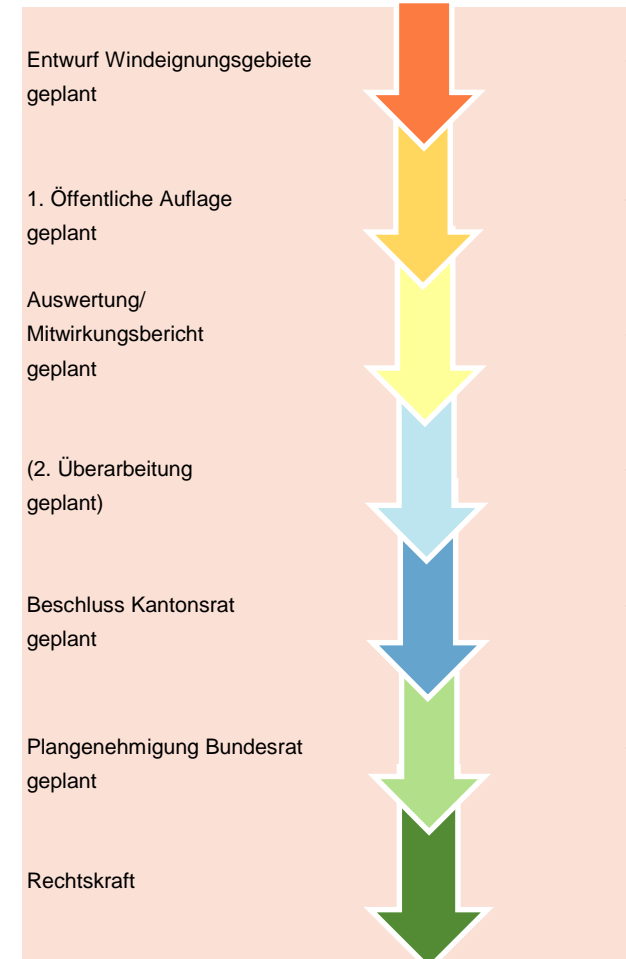 Entwurf Windeignungsgebiete
geplant
1. Öffentliche Auflage
geplant
Auswertung/
Mitwirkungsbericht
geplant
(2. Überarbeitung
geplant)
Beschluss Kantonsrat
geplant
Plangenehmigung Bundesrat
geplant
Rechtskraft